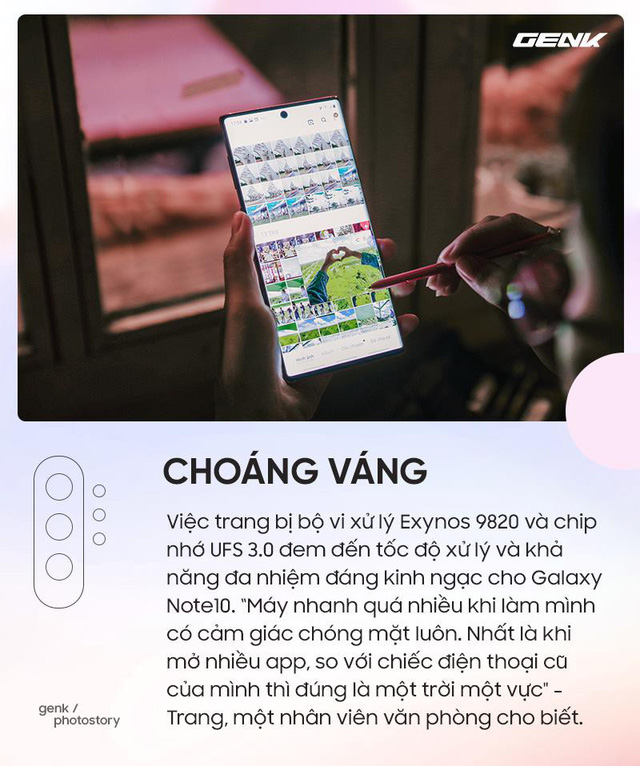 GENK
CHOÁNG VÁNG
Việc trang bị bộ vi xử lý Exynos 9820 và chip
nhớ UFS 3.0 đem đến tốc độ xử lý và khả
năng đa nhiệm đáng kinh ngạc cho Galaxy
Note10. "Máy nhanh quá nhiều khi làm mình
có cảm giác chóng mặt luôn. Nhất là khi
mở nhiều app, so với chiếc điện thoại cũ
của mình thì đúng là một trời một vực" -
Trang, một nhân viên văn phòng cho biết.
genk /
photostory